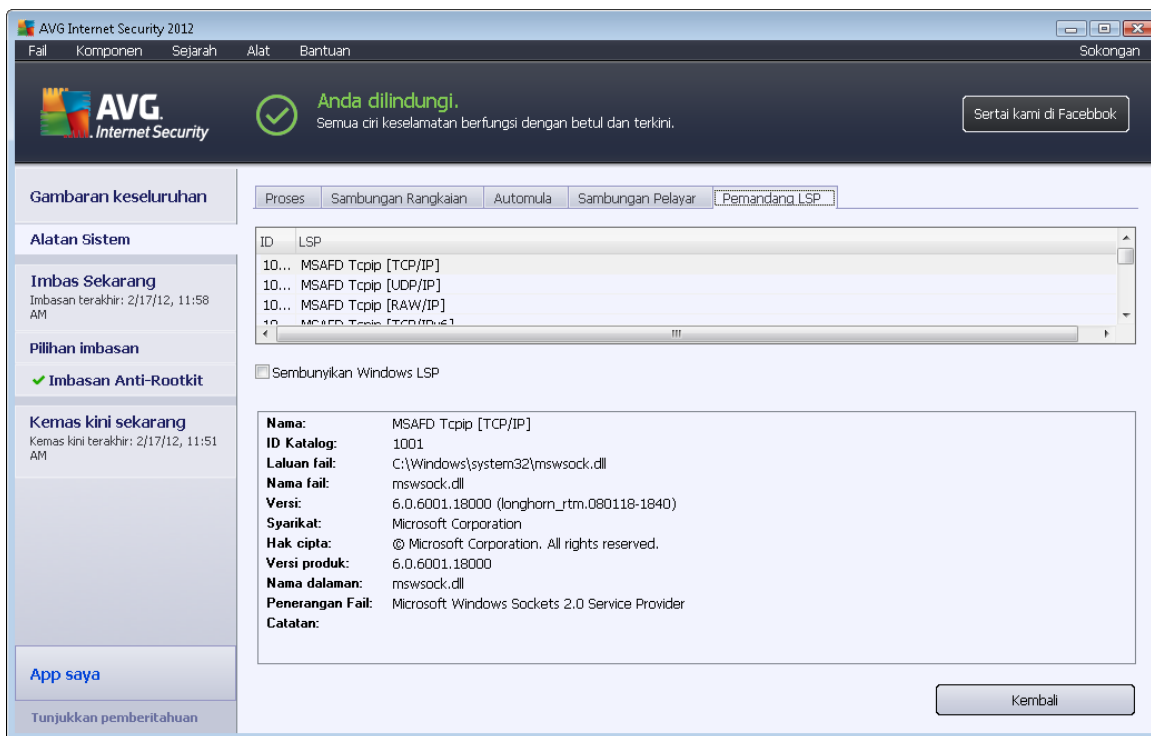 AVG Internet Security 2012
Fail Komponen Sejarah Alat Bantuan Sokongan
AVG.
Internet Security
Anda dilindungi.
Semua ciri keselamatan berfungsi dengan betul dan terkini.
Sertai kami di Facebbok
Gambaran keseluruhan
Alatan Sistem
Imbas Sekarang
Imbasan terakhir: 2/17/12, 11:58
AM
Pilihan imbasan
Imbasan Anti-Rootkit
Kemas kini sekarang
Kemas kini terakhir: 2/17/12, 11:51
AM
App saya
Tunjukkan pemberitahuan
Proses Sambungan Rangkaian Automula Sambungan Pelayar Pemandang LSP
ID LSP
10... MSAFD Tcpip [TCP/IP]
10... MSAFD Tcpip [UDP/IP]
10... MSAFD Tcpip [RAW/IP]
10... MSAFD Tcpip [TCP/IPv6]
Sembunyikan Windows LSP
Nama: MSAFD Tcpip [TCP/IP]
ID Katalog: 1001
Laluan fail: C:\Windows\system32\mswsock.dll
Nama fail: mswsock.dll
Versi: 6.0.6001.18000 (longhorn_rtm.080118-1840)
Syarikat: Microsoft Corporation
Hak cipta: © Microsoft Corporation. All rights reserved.
Versi produk: 6.0.6001.18000
Nama dalaman: mswsock.dll
Penerangan Fail: Microsoft Windows Sockets 2.0 Service Provider
Catatan:
Kembali